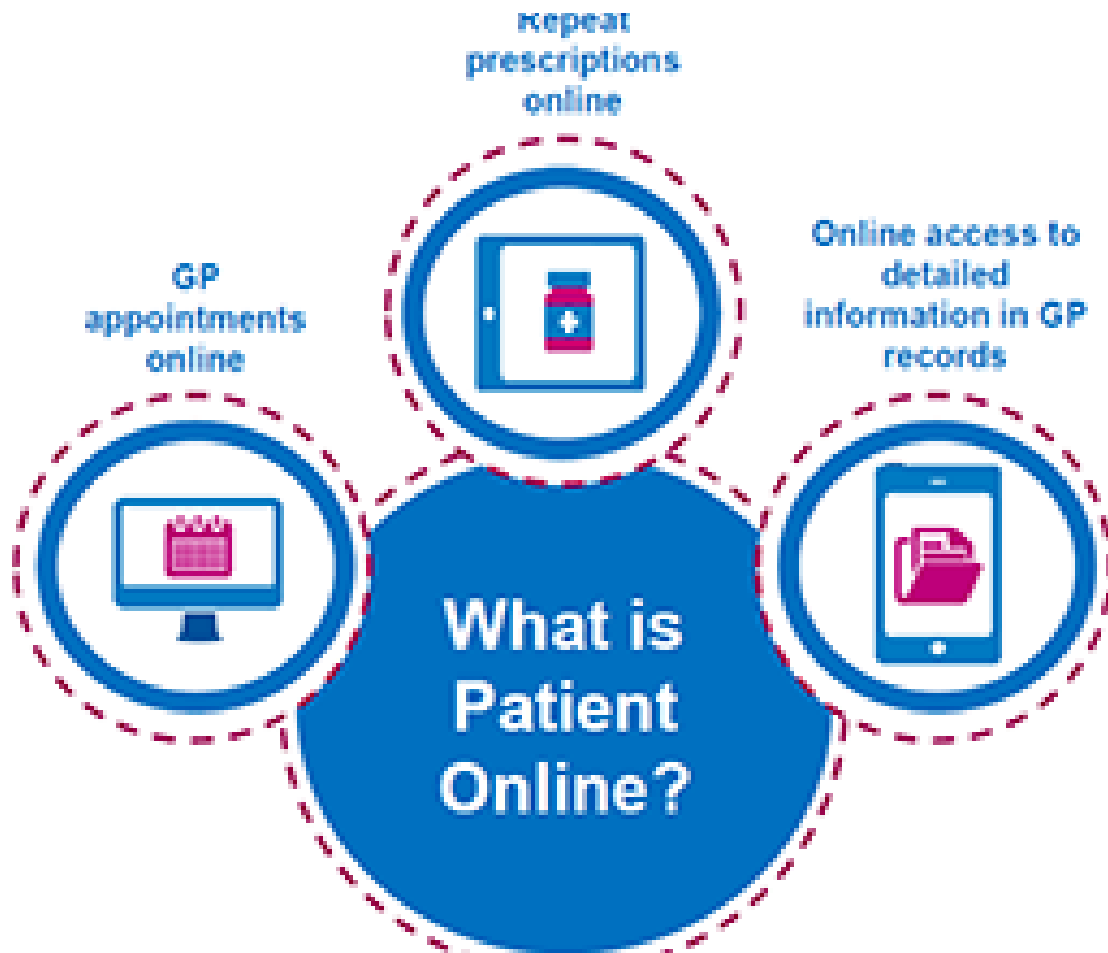 Repeat
prescriptions
online
Online access to
detailed
information in GP
records
GP
appointments
online
What is
Patient
Online?